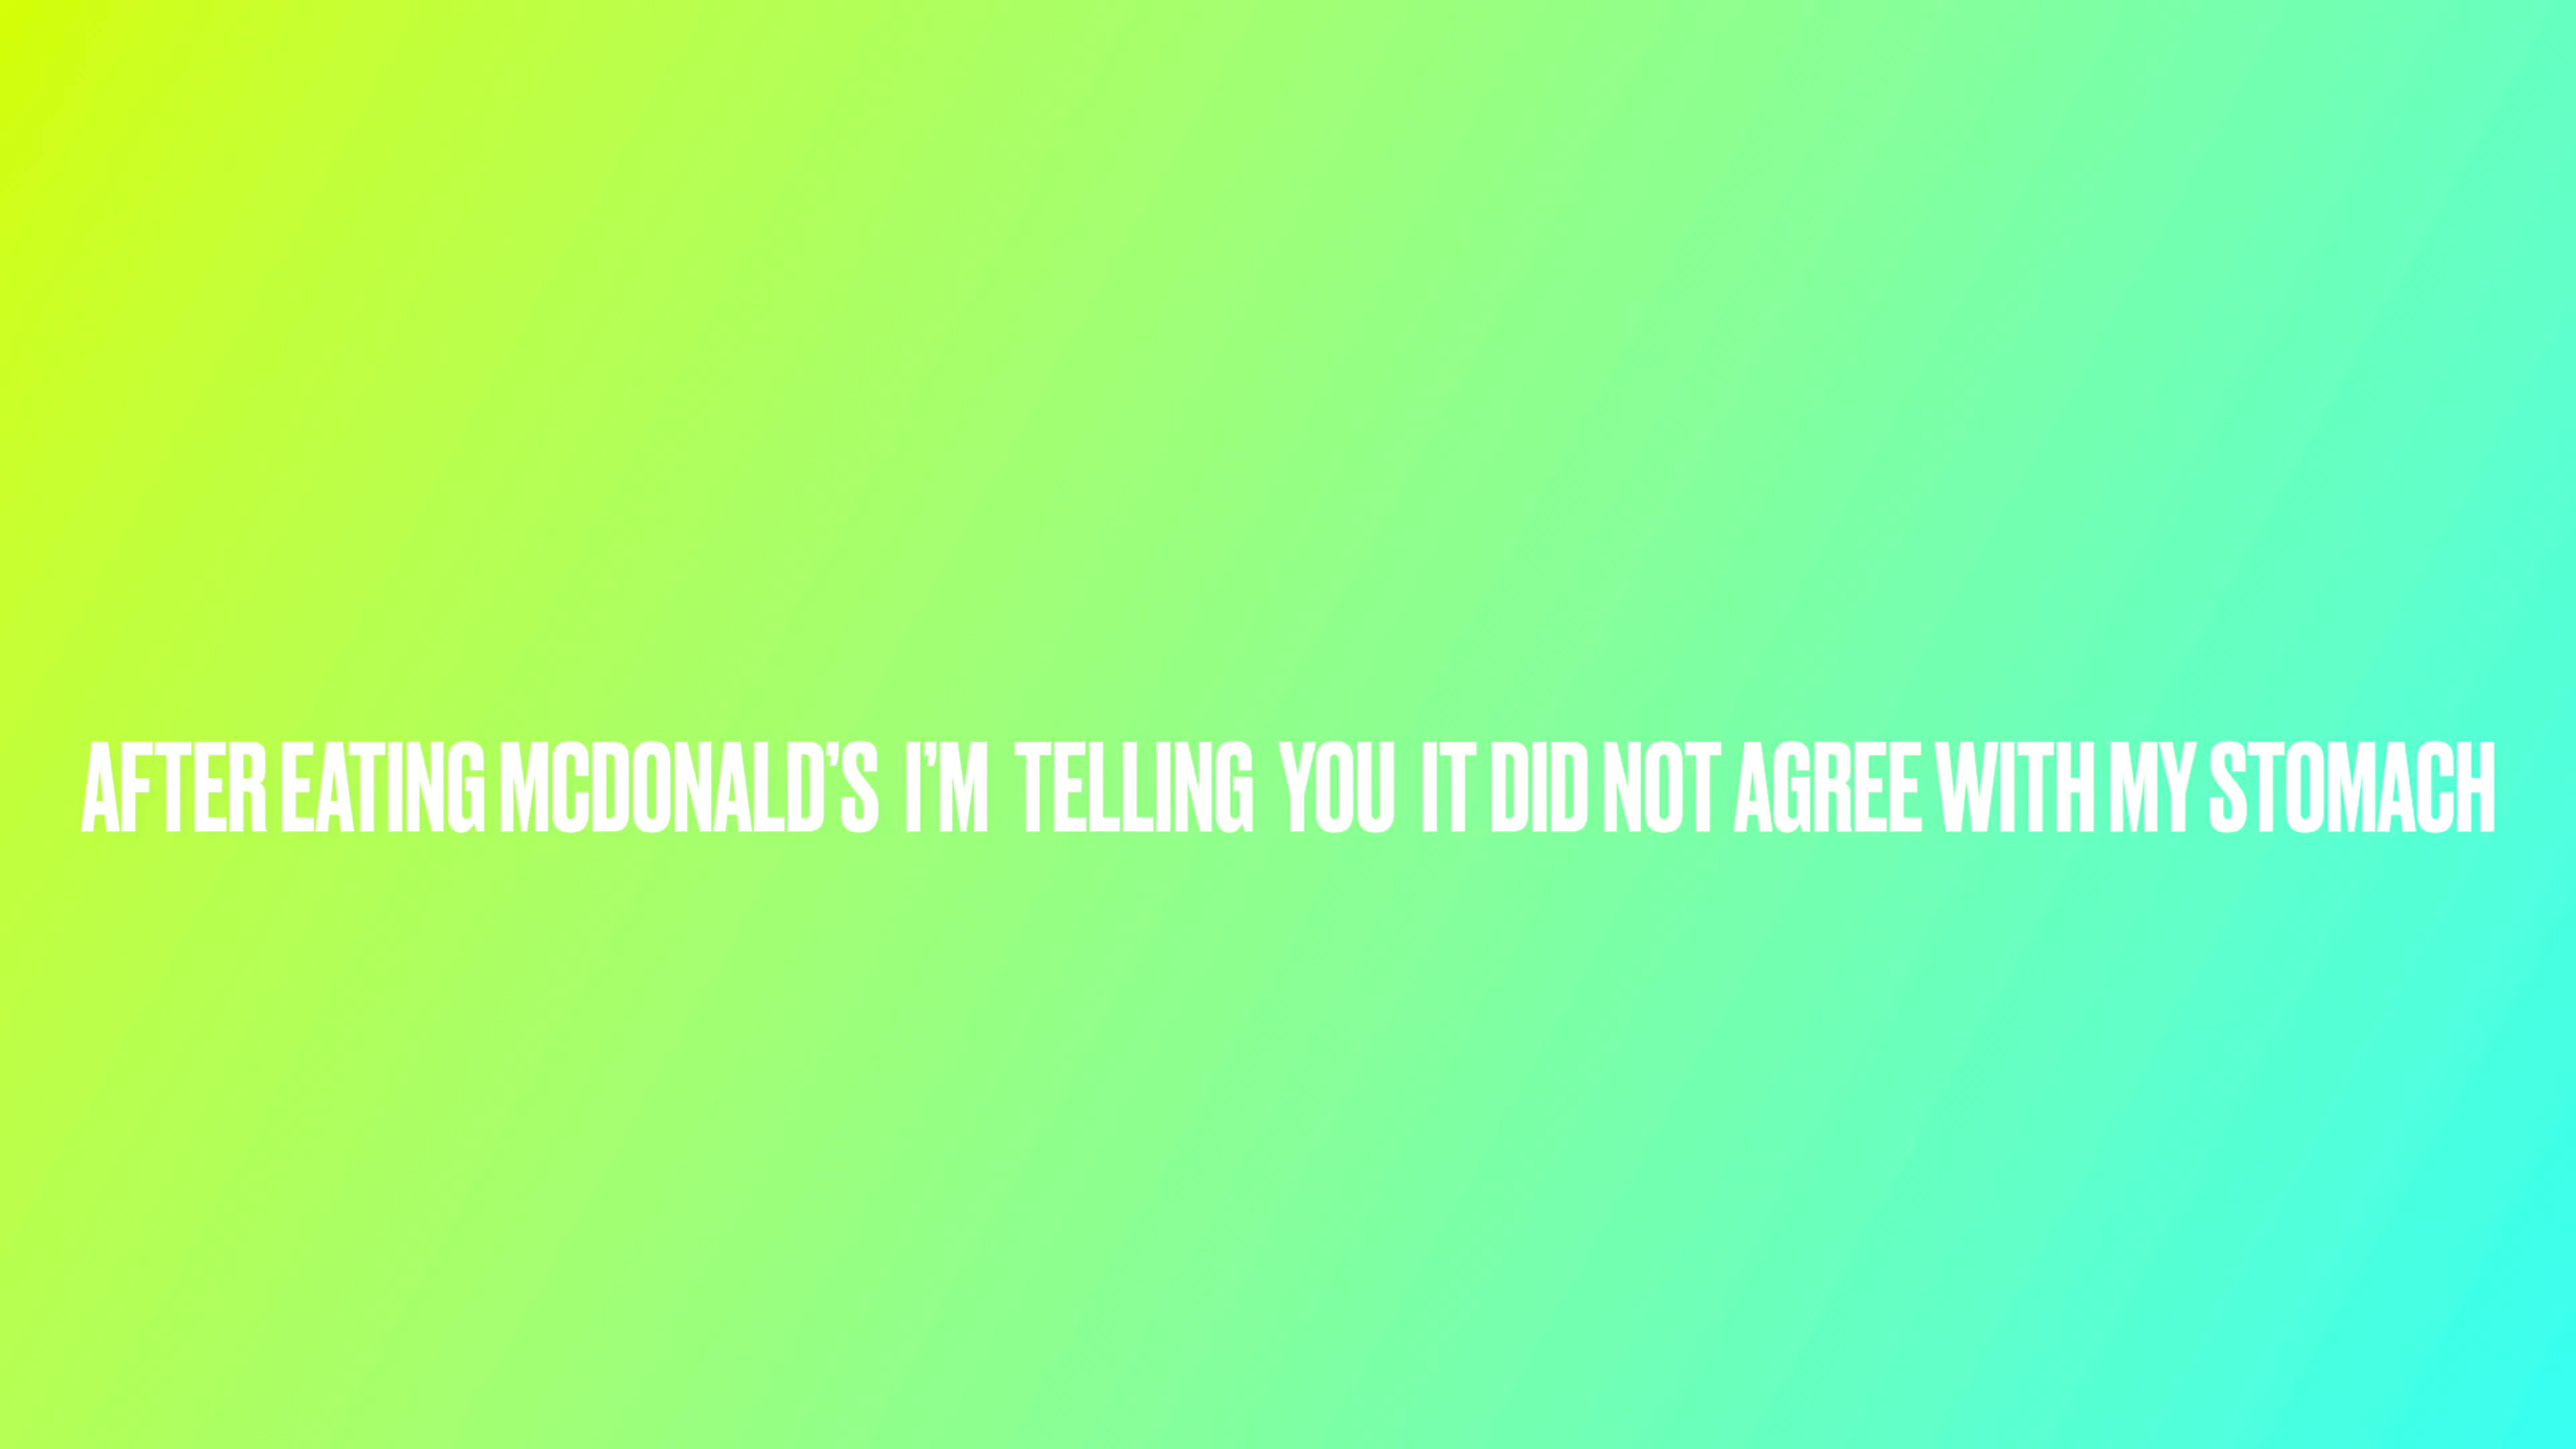 AFTER EATING MCDONALD’S I’M TELLING YOU IT DID NOT AGREE WITH MY STOMACH